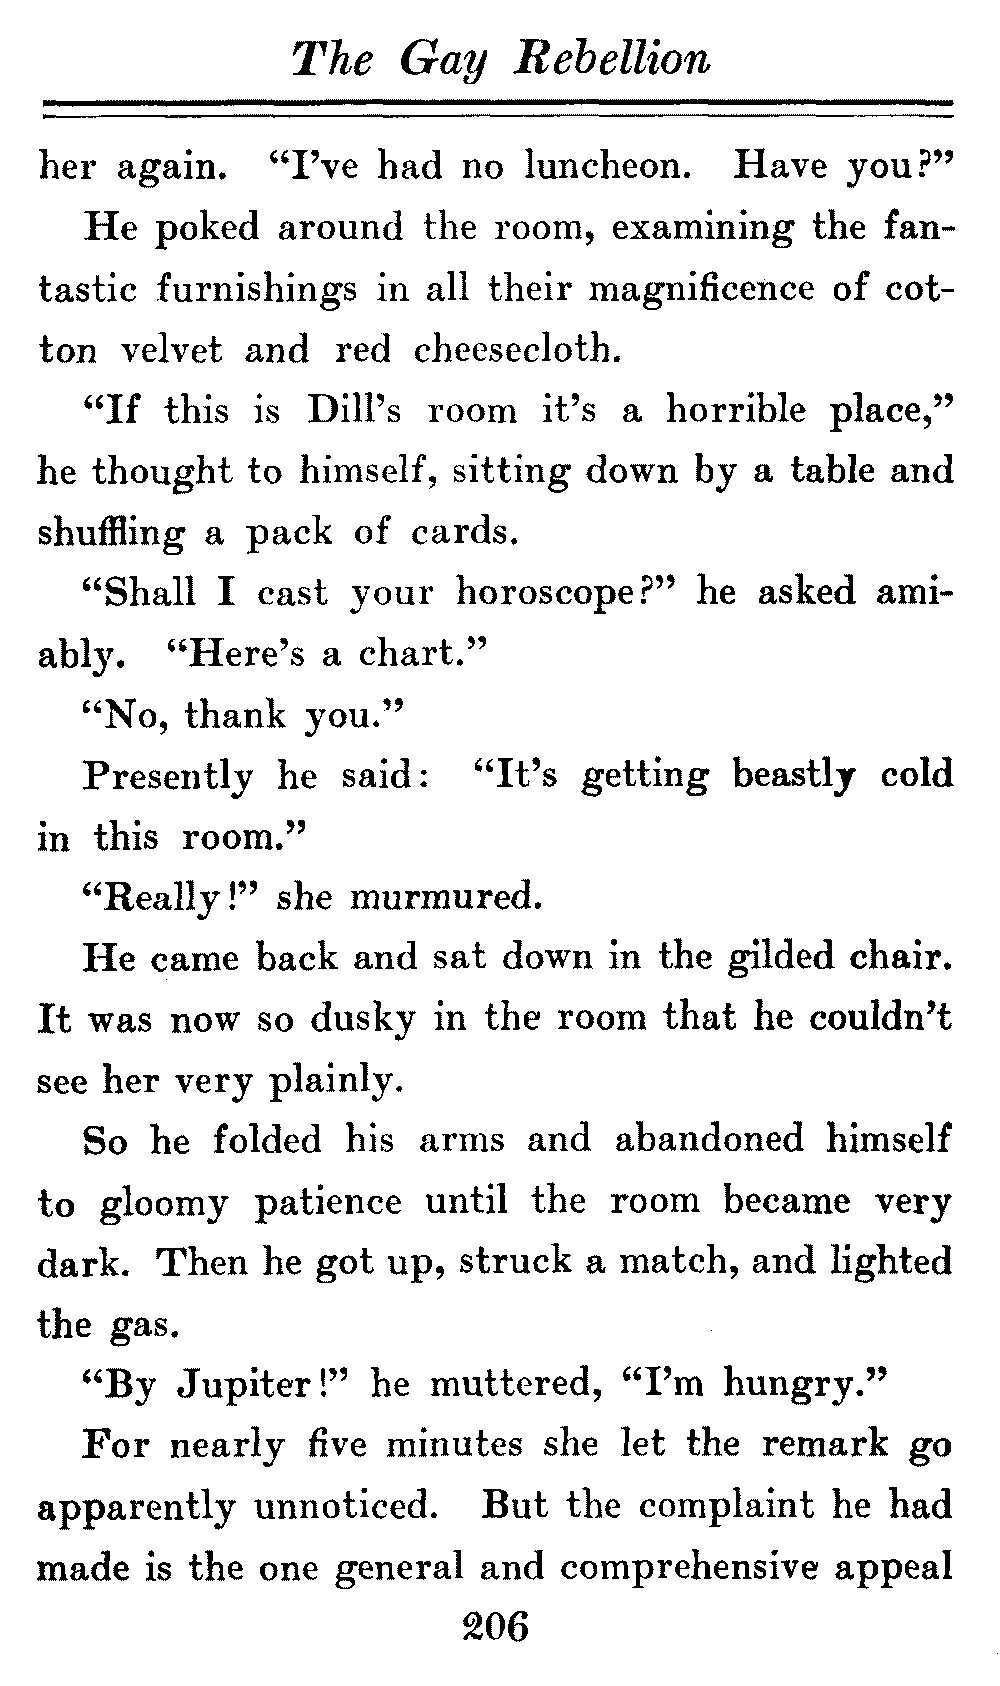 The Gay Rebellion
her again. “I’ve had no luncheon. Have you?”
He poked around the room, examining the fan-
tastic furnishings in all their magnificence of cot-
ton velvet and red cheesecloth.
“If this is Dill’s room it’s a horrible place,”
he thought to himself, sitting down by a table and
shuffling a pack of cards.
“Shall I cast your horoscope?” he asked ami-
ably. “Here’s a chart.”
“No, thank you.”
Presently he said: “It’s getting beastly cold
in this room.”
“Really!” she murmured.
He came back and sat down in the gilded chair.
It was now so dusky in the room that he couldn’t
see her very plainly.
So he folded his arms and abandoned himself
to gloomy patience until the room became very
dark. Then he got up, struck a match, and lighted
the gas.
“By Jupiter!” he muttered, “I’m hungry.”
For nearly five minutes she let the remark go
apparently unnoticed. But the complaint he had
made is the one general and comprehensive appeal
206